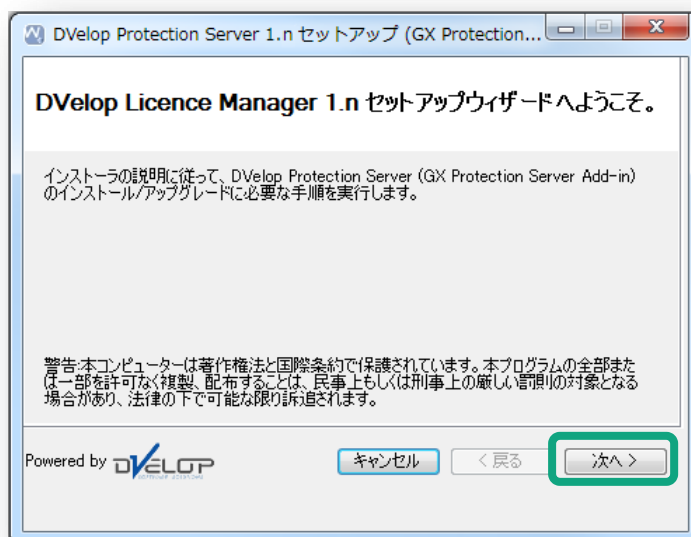 DVelop Protection Server 1.n セットアップ (GX Protection...
DVelop Licence Manager 1.n セットアップウィザードへようこそ。
インストーラの説明に従って、DVelop Protection Server (GX Protection Server Add-in)
のインストール/アップグレードに必要な手順を実行します。
警告:本コンピューターは著作権法と国際条約で保護されています。本プログラムの全部また
は一部を許可なく複製、配布することは、民事上もしくは刑事上の厳しい罰則の対象となる
場合があり、法律の下で可能な限り訴追されます。
Powered by DVELOP
SOFTWARE SOLUTIONS
キャンセル
< 戻る
次へ >